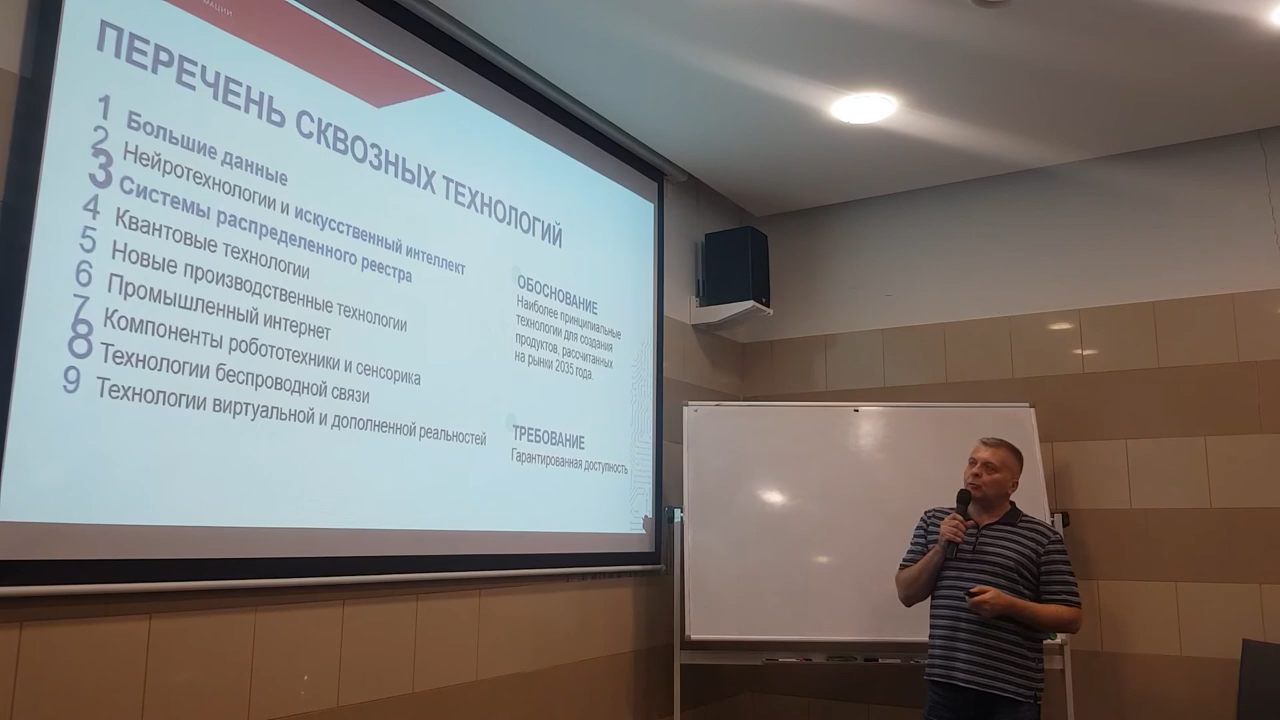 ПЕРЕЧЕНЬ СКВОЗНЫХ ТЕХНОЛОГИЙ
1 Большие данные
2 Нейротехнологии и искусственный интеллект
3 Системы распределенного реестра
4 Квантовые технологии
5 Новые производственные технологии
6 Промышленный интернет
7 Компоненты робототехники и сенсорика
8 Технологии беспроводной связи
9 Технологии виртуальной и дополненной реальностей
ОБОСНОВАНИЕ
Наиболее принципиальные
технологии для создания
продуктов, рассчитанных
на рынки 2035 года.
ТРЕБОВАНИЕ
Гарантированная доступность